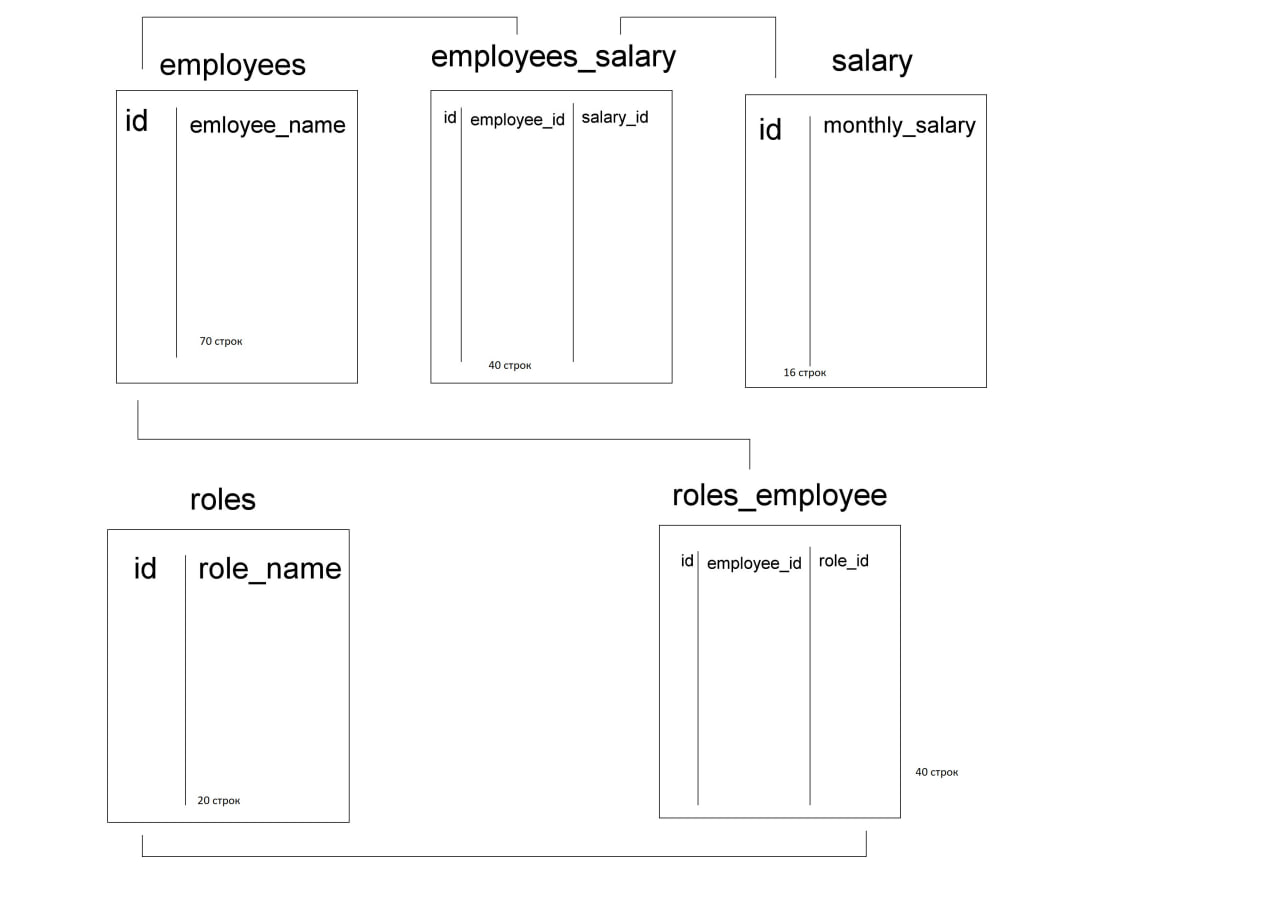 employees
id
emloyee_name
70 строк
employees_salary
id
employee_id
salary_id
40 строк
salary
id
monthly_salary
16 строк
roles
id
role_name
20 строк
roles_employee
id
employee_id
role_id
40 строк